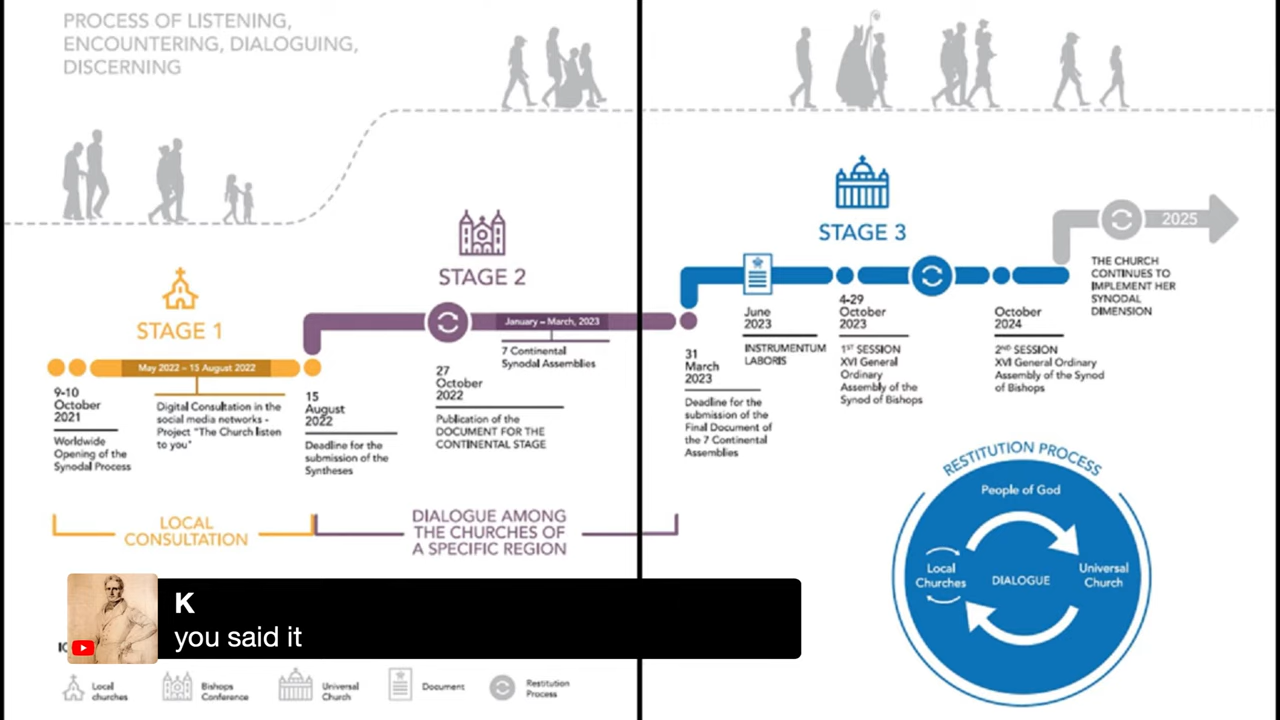 PROCESS OF LISTENING,
ENCOUNTERING, DIALOGUING,
DISCERNING
STAGE 1
May 2022 – 15 August 2022
9-10
October
2021
Worldwide
Opening of the
Synodal Process
Digital Consultation in the
social media networks -
Project "The Church listen
to you"
15
August
2022
Deadline for the
submission of the
Syntheses
LOCAL
CONSULTATION
STAGE 2
January – March, 2023
7 Continental
Synodal Assemblies
27
October
2022
Publication of the
DOCUMENT FOR THE
CONTINENTAL STAGE
DIALOGUE AMONG
THE CHURCHES OF
A SPECIFIC REGION
31
March
2023
Deadline for the
submission of the
Final Document of
the 7 Continental
Assemblies
STAGE 3
June
2023
INSTRUMENTUM
LABORIS
4-29
October
2023
1ST SESSION
XVI General
Ordinary
Assembly of the
Synod of Bishops
October
2024
2ND SESSION
XVI General Ordinary
Assembly of the Synod
of Bishops
2025
THE CHURCH
CONTINUES TO
IMPLEMENT HER
SYNODAL
DIMENSION
RESTITUTION PROCESS
People of God
Local
Churches
DIALOGUE
Universal
Church
K
you said it
Local
churches
Bishops
Conference
Universal
Church
Document
Restitution
Process